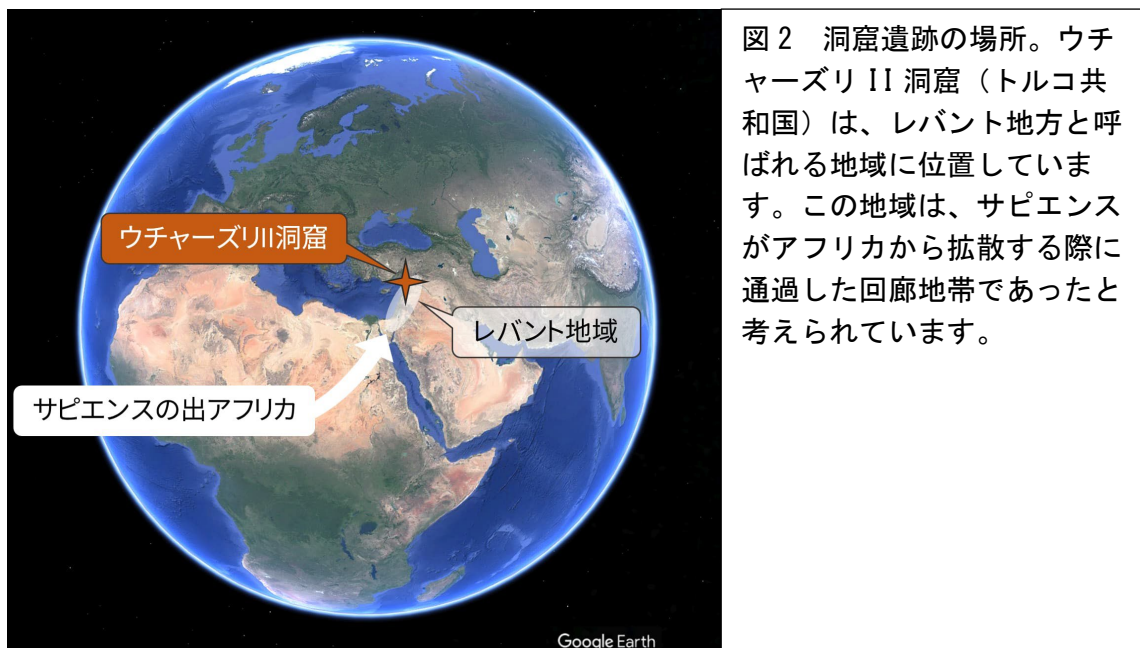 ウチャーズリII洞窟
レバント地域
サピエンスの出アフリカ
Google Earth
図２　洞窟遺跡の場所。ウチ
ャーズリ II 洞窟（トルコ共
和国）は、レバント地方と呼
ばれる地域に位置していま
す。この地域は、サピエンス
がアフリカから拡散する際に
通過した回廊地帯であったと
考えられています。